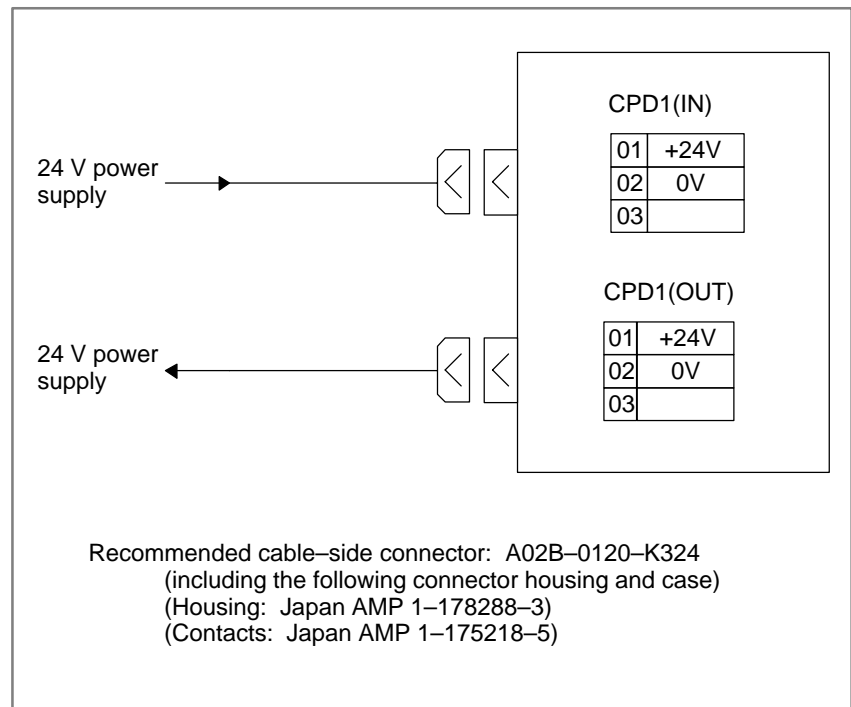 CPD1(IN)
01 +24V
02 0V
03
24 V power
supply
CPD1(OUT)
01 +24V
02 0V
03
24 V power
supply
Recommended cable–side connector: A02B–0120–K324
(including the following connector housing and case)
(Housing: Japan AMP 1–178288–3)
(Contacts: Japan AMP 1–175218–5)